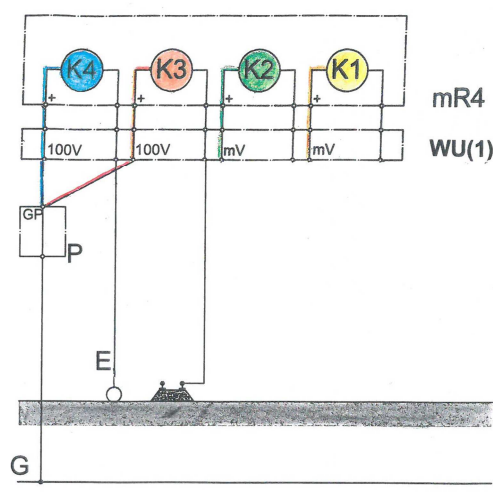 K4 K3 K2 K1
+ + + +
mR4
100V 100V mV mV
WU(1)
GP
P
E
G